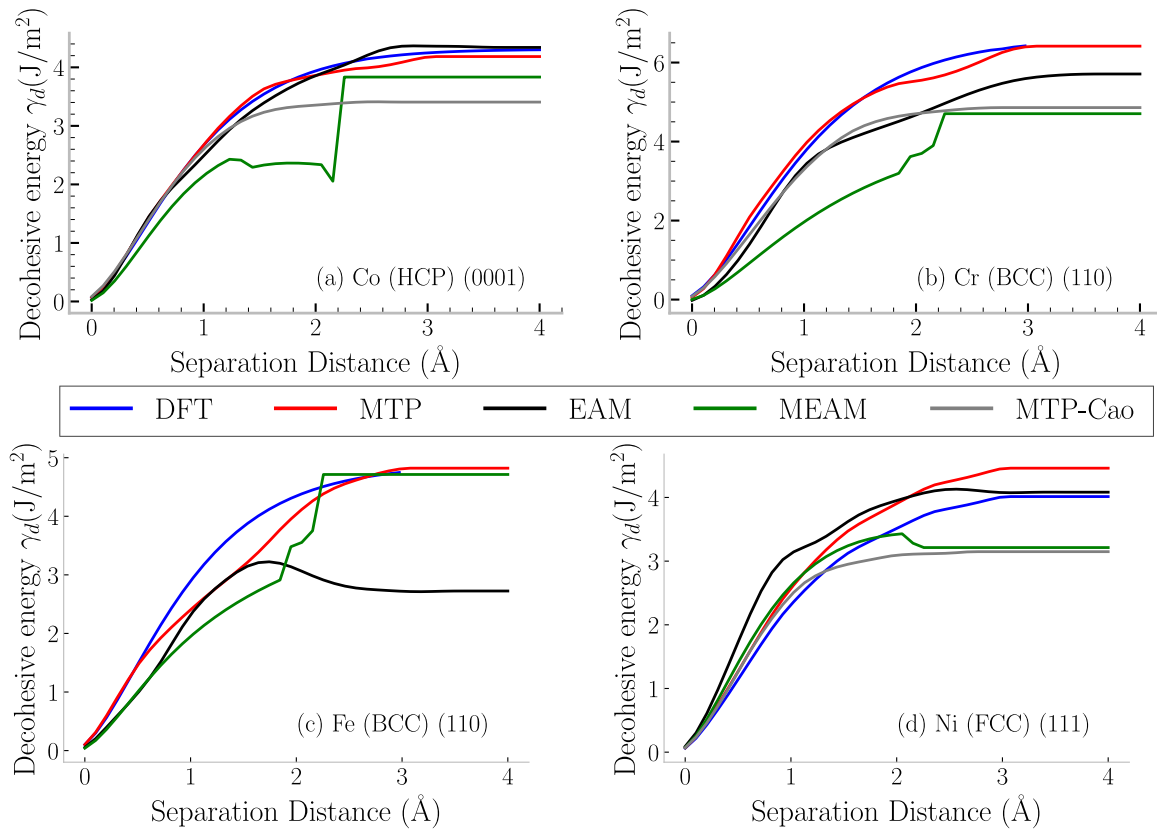 Decohesive energy γ_d(J/m²)
4
3
2
1
0
(a) Co (HCP) (0001)
0 1 2 3 4
Separation Distance (Å)
Decohesive energy γ_d(J/m²)
6
4
2
0
(b) Cr (BCC) (110)
0 1 2 3 4
Separation Distance (Å)
DFT MTP EAM MEAM MTP-Cao
Decohesive energy γ_d(J/m²)
5
4
3
2
1
0
(c) Fe (BCC) (110)
0 1 2 3 4
Separation Distance (Å)
Decohesive energy γ_d(J/m²)
4
3
2
1
0
(d) Ni (FCC) (111)
0 1 2 3 4
Separation Distance (Å)